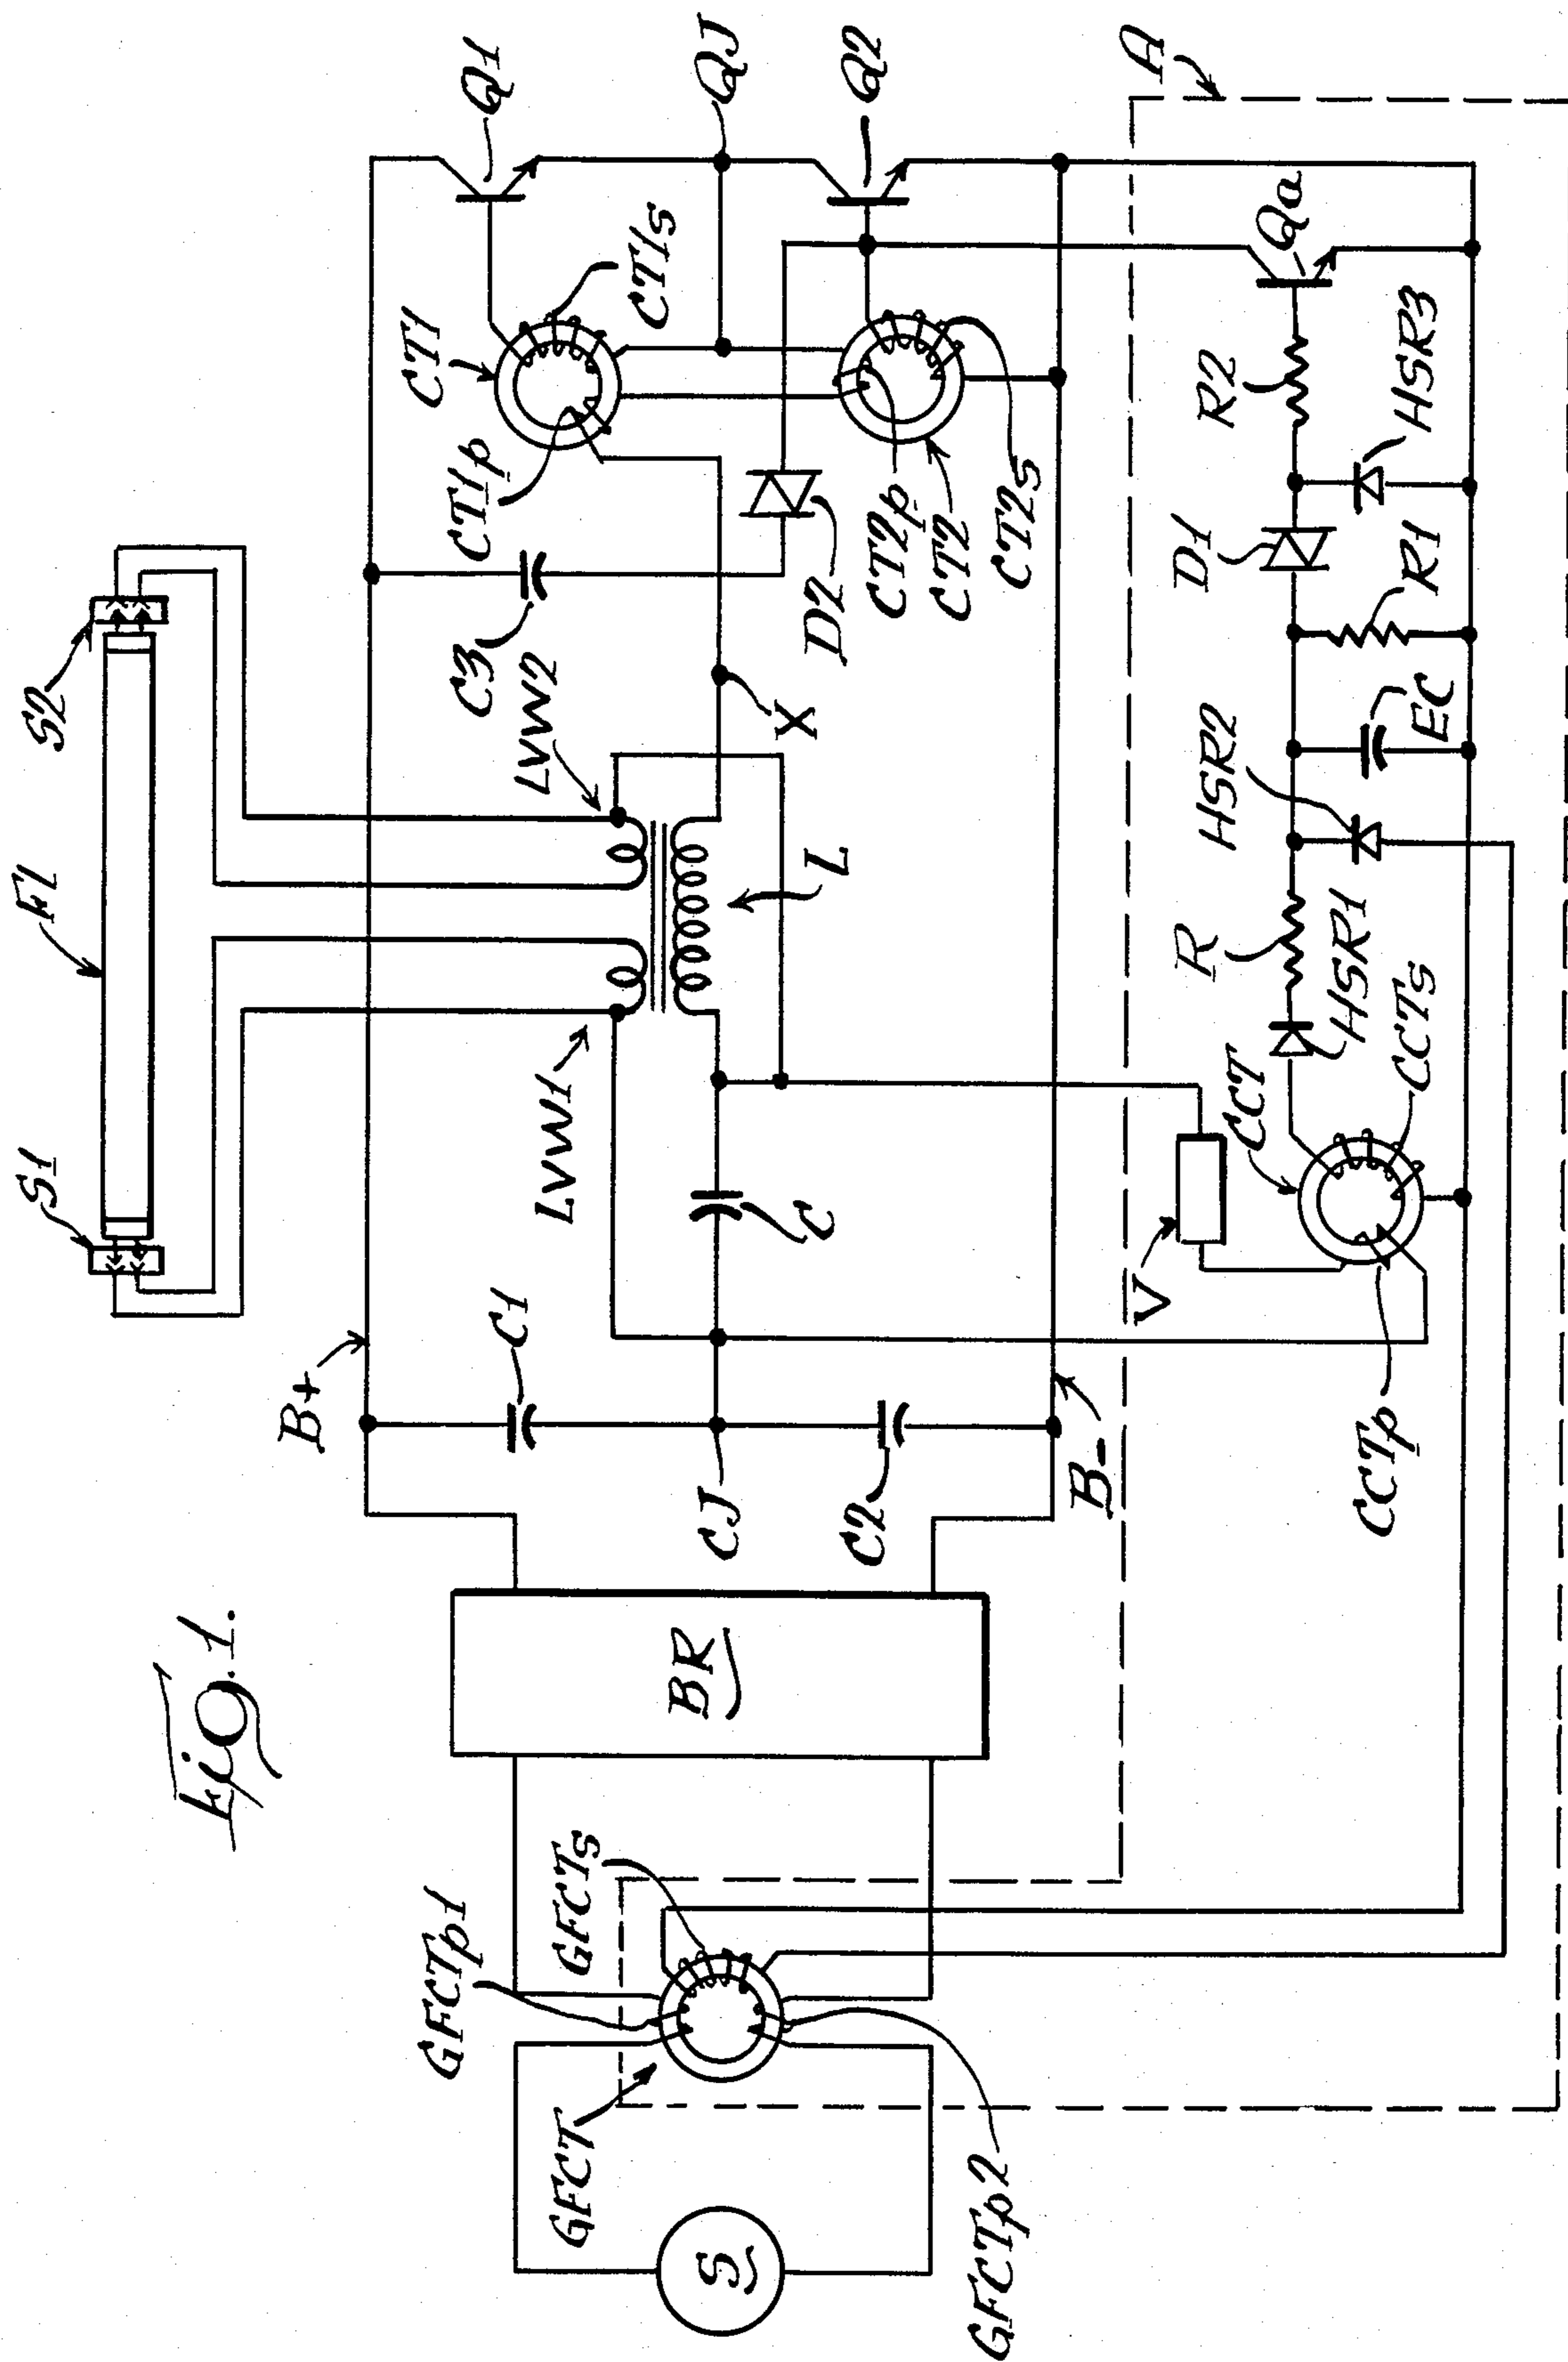 Fig. 1.
S1
Fl
S2
B+
C1
LVW1
LVW2
C3
CT1p
CT1
CT1s
Q1
QJ
Q2
GFCTp1
GFCTs
GFCT
GFCTp2
S
BR
CJ
C2
B-
C
L
X
D2
CT2p
CT2
CT2s
A
V
CCT
CCTp
CCTs
HSR1
R
HSR2
EC
R1
D1
HSR3
R2
Qa